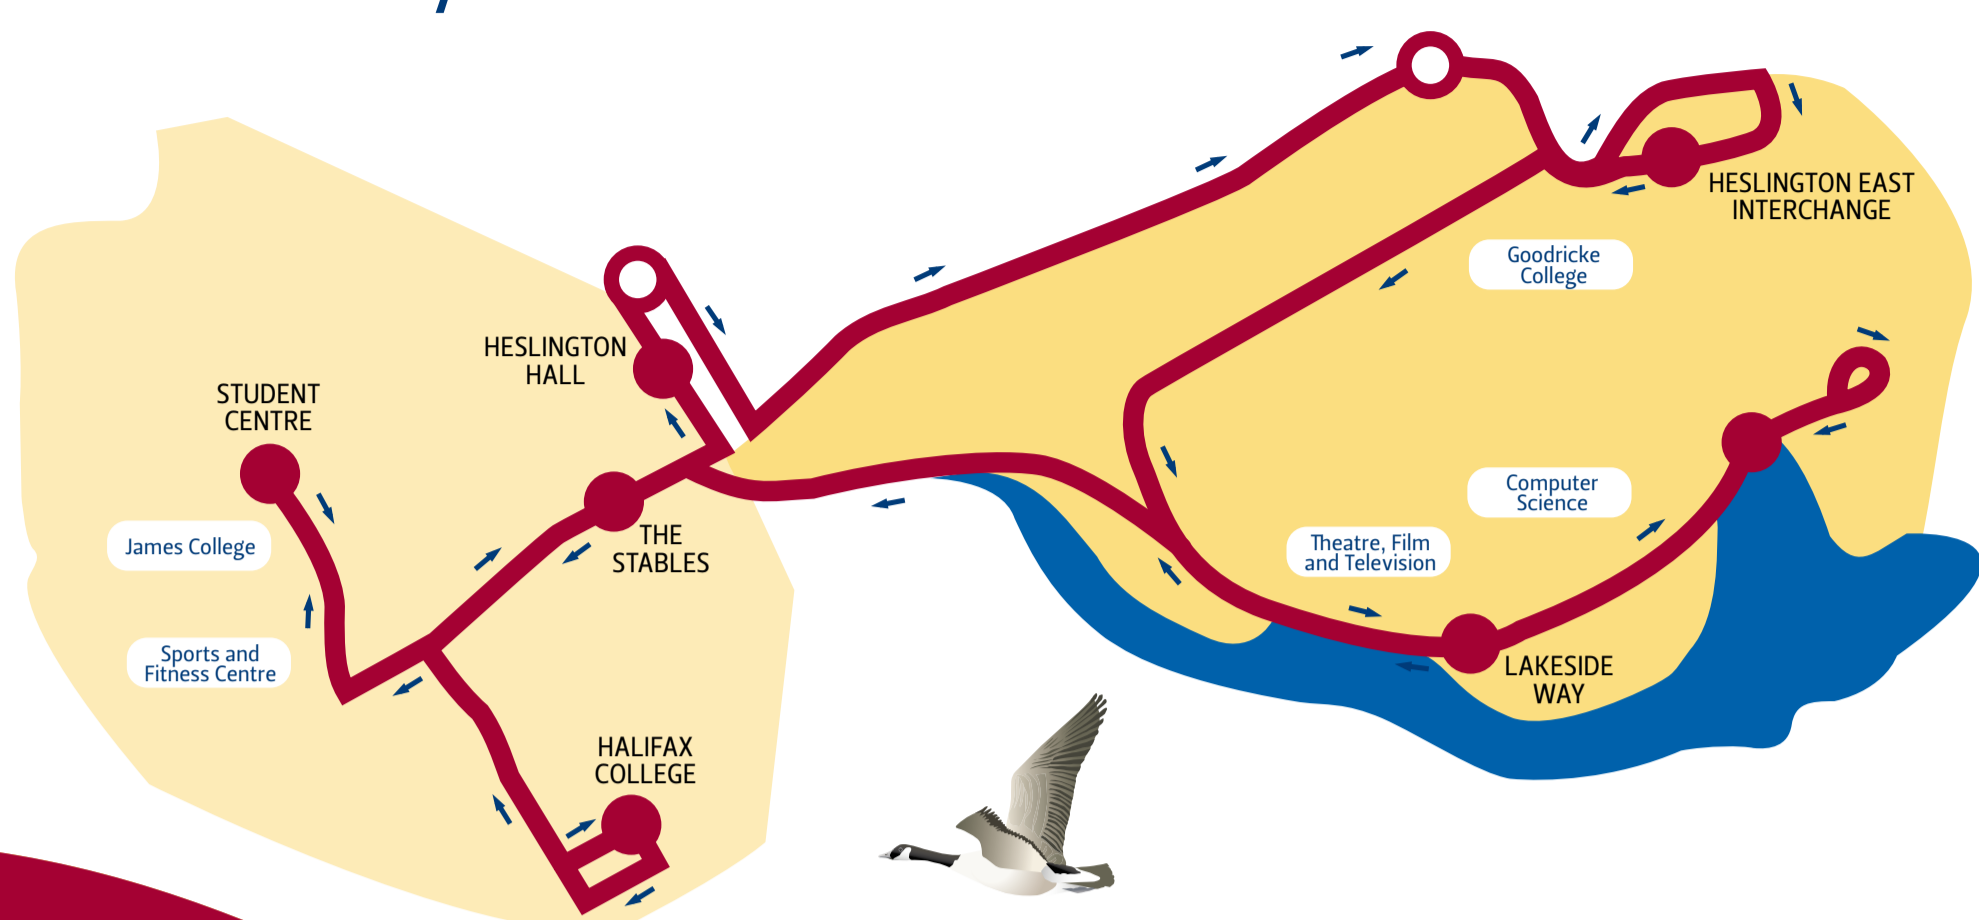 HESLINGTON EAST
INTERCHANGE
Goodricke
College
HESLINGTON
HALL
STUDENT
CENTRE
Computer
Science
James College
THE
STABLES
Theatre, Film
and Television
Sports and
Fitness Centre
LAKESIDE
WAY
HALIFAX
COLLEGE